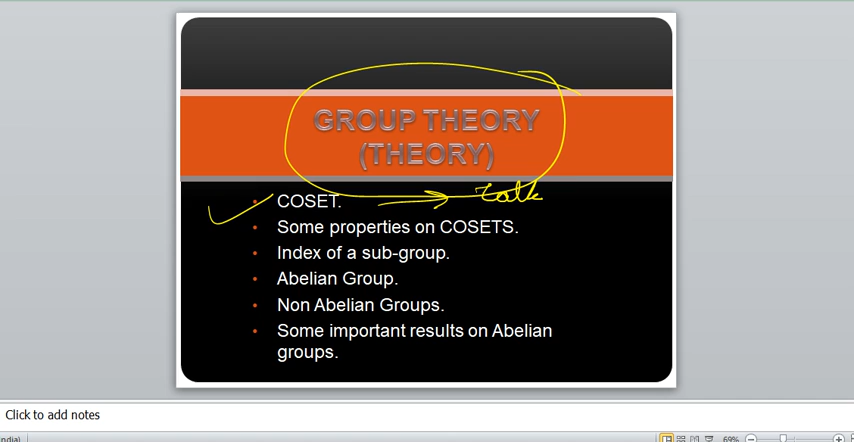 GROUP THEORY
(THEORY)
• COSET.
• Some properties on COSETS.
• Index of a sub-group.
• Abelian Group.
• Non Abelian Groups.
• Some important results on Abelian
groups.
Click to add notes
69%